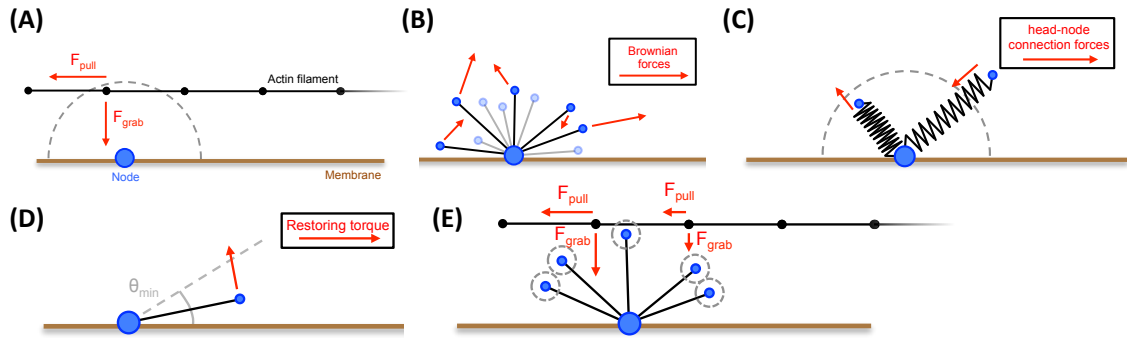 (A)
F_pull
Actin filament
F_grab
Node
Membrane
(B)
Brownian
forces
(C)
head-node
connection forces
(D)
Restoring torque
θ_min
(E)
F_pull
F_pull
F_grab
F_grab